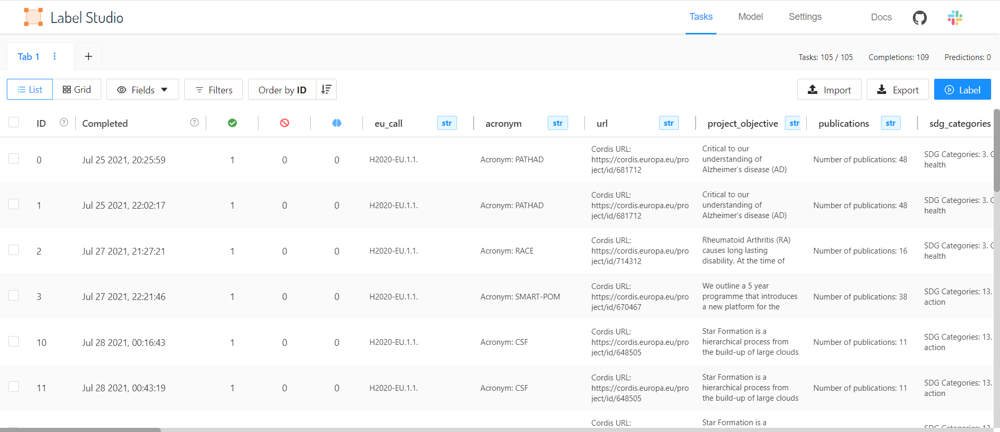 Label Studio
Tasks Model Settings Docs
Tab 1 +
Tasks: 105 / 105 Completions: 109 Predictions: 0
List Grid Fields Filters Order by ID Import Export Label
ID ? Completed ? eu_call str acronym str url str project_objective str publications str sdg_categories
0 Jul 25 2021, 20:25:59 1 0 0 H2020-EU.1.1. Acronym: PATHAD
Cordis URL:
https://cordis.europa.eu/pro
ject/id/681712
Critical to our
understanding of
Alzheimer's disease (AD)
Number of publications: 48
SDG Categories: 3. G
health
1 Jul 25 2021, 22:02:17 1 0 0 H2020-EU.1.1. Acronym: PATHAD
Cordis URL:
https://cordis.europa.eu/pro
ject/id/681712
Critical to our
understanding of
Alzheimer's disease (AD)
Number of publications: 48
SDG Categories: 3. G
health
2 Jul 27 2021, 21:27:21 1 0 0 H2020-EU.1.1. Acronym: RACE
Cordis URL:
https://cordis.europa.eu/pro
ject/id/714312
Rheumatoid Arthritis (RA)
causes long lasting
disability. At the time of
Number of publications: 16
SDG Categories: 3. G
health
3 Jul 27 2021, 22:21:46 1 0 0 H2020-EU.1.1. Acronym: SMART-POM
Cordis URL:
https://cordis.europa.eu/pro
ject/id/670467
We outline a 5 year
programme that introduces
a new platform for the
Number of publications: 38
SDG Categories: 13.
action
10 Jul 28 2021, 00:16:43 1 0 0 H2020-EU.1.1. Acronym: CSF
Cordis URL:
https://cordis.europa.eu/pro
ject/id/648505
Star Formation is a
hierarchical process from
the build-up of large clouds
Number of publications: 11
SDG Categories: 13.
action
11 Jul 28 2021, 00:43:19 1 0 0 H2020-EU.1.1. Acronym: CSF
Cordis URL:
https://cordis.europa.eu/pro
ject/id/648505
Star Formation is a
hierarchical process from
the build-up of large clouds
Number of publications: 11
SDG Categories: 13.
action
Cordis URL:
Star Formation is a
SDG Categories: 13.